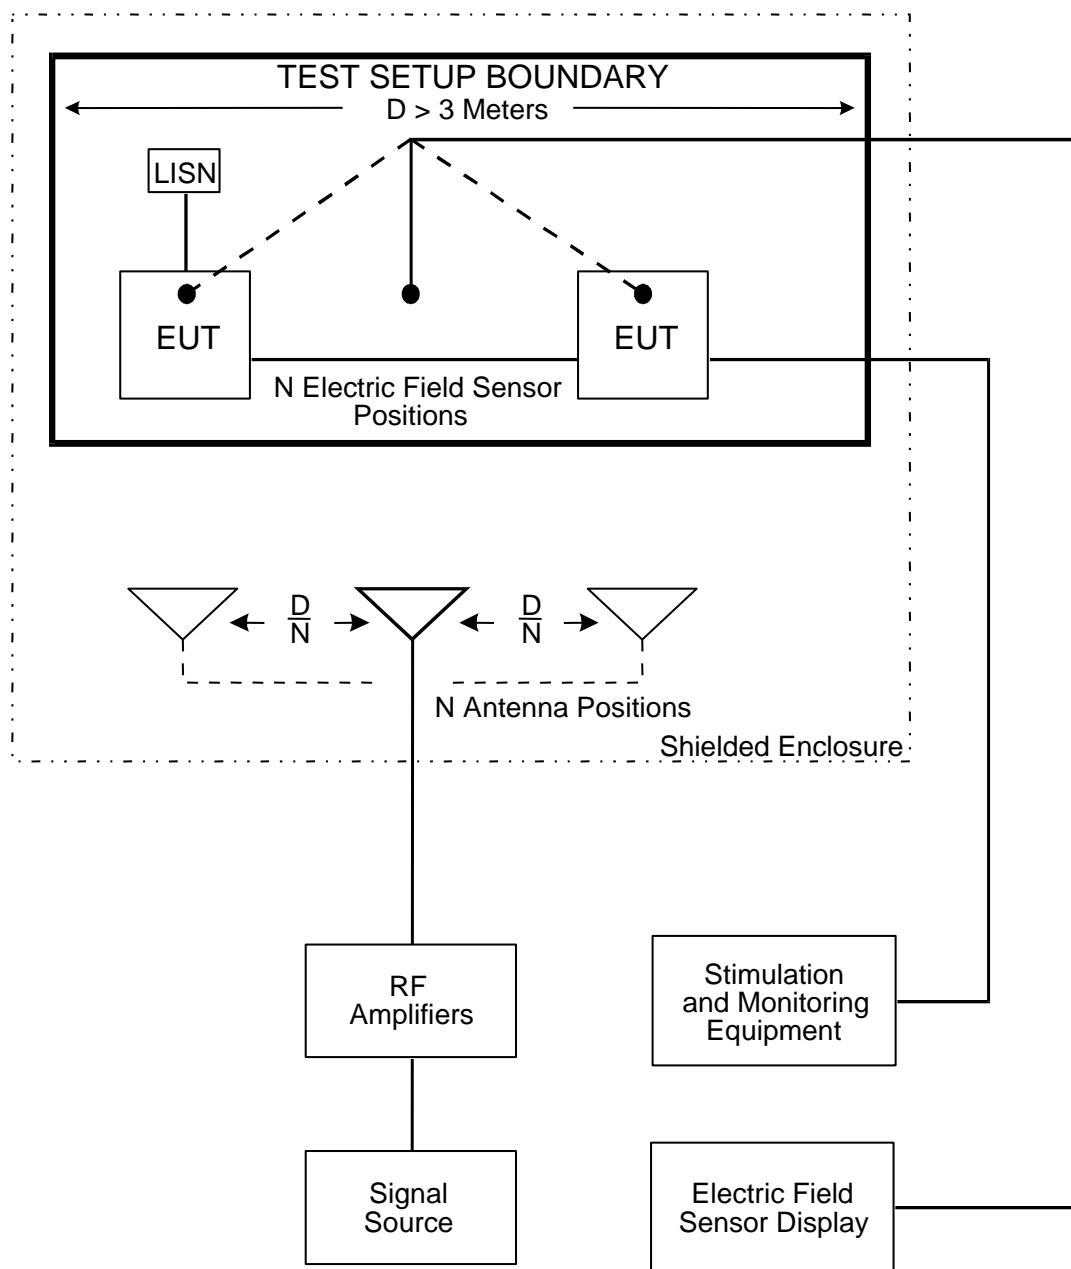 TEST SETUP BOUNDARY
D > 3 Meters
LISN
EUT
EUT
N Electric Field Sensor
Positions
D
N
D
N
N Antenna Positions
Shielded Enclosure
RF
Amplifiers
Stimulation
and Monitoring
Equipment
Signal
Source
Electric Field
Sensor Display